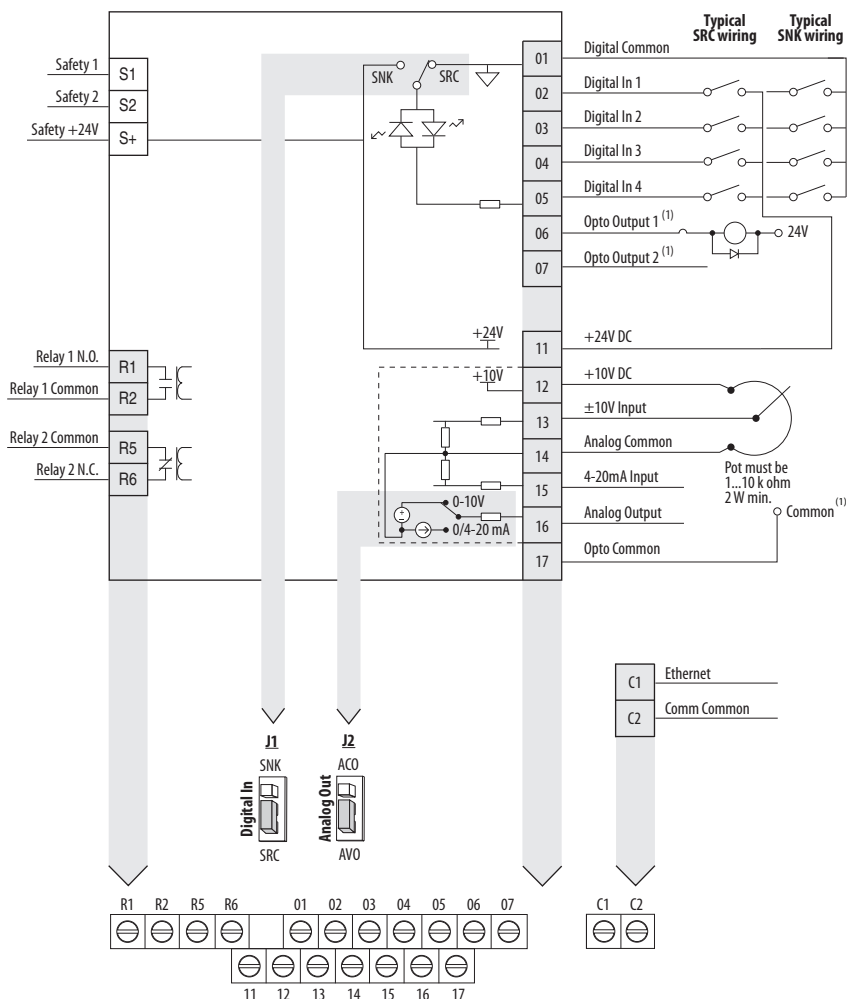 Typical
SRC wiring
Typical
SNK wiring
Safety 1
S1
Safety 2
S2
Safety +24V
S+
SNK
SRC
01
Digital Common
02
Digital In 1
03
Digital In 2
04
Digital In 3
05
Digital In 4
06
Opto Output 1 (1)
24V
07
Opto Output 2 (1)
+24V
11
+24V DC
+10V
12
+10V DC
13
±10V Input
14
Analog Common
15
4-20mA Input
16
Analog Output
17
Opto Common
Pot must be
1...10 k ohm
2 W min.
Common (1)
Relay 1 N.O.
R1
Relay 1 Common
R2
Relay 2 Common
R5
Relay 2 N.C.
R6
0-10V
+
−
0/4-20 mA
C1
Ethernet
C2
Comm Common
J1
SNK
Digital In
SRC
J2
ACO
Analog Out
AVO
R1 R2 R5 R6 01 02 03 04 05 06 07
11 12 13 14 15 16 17
C1 C2